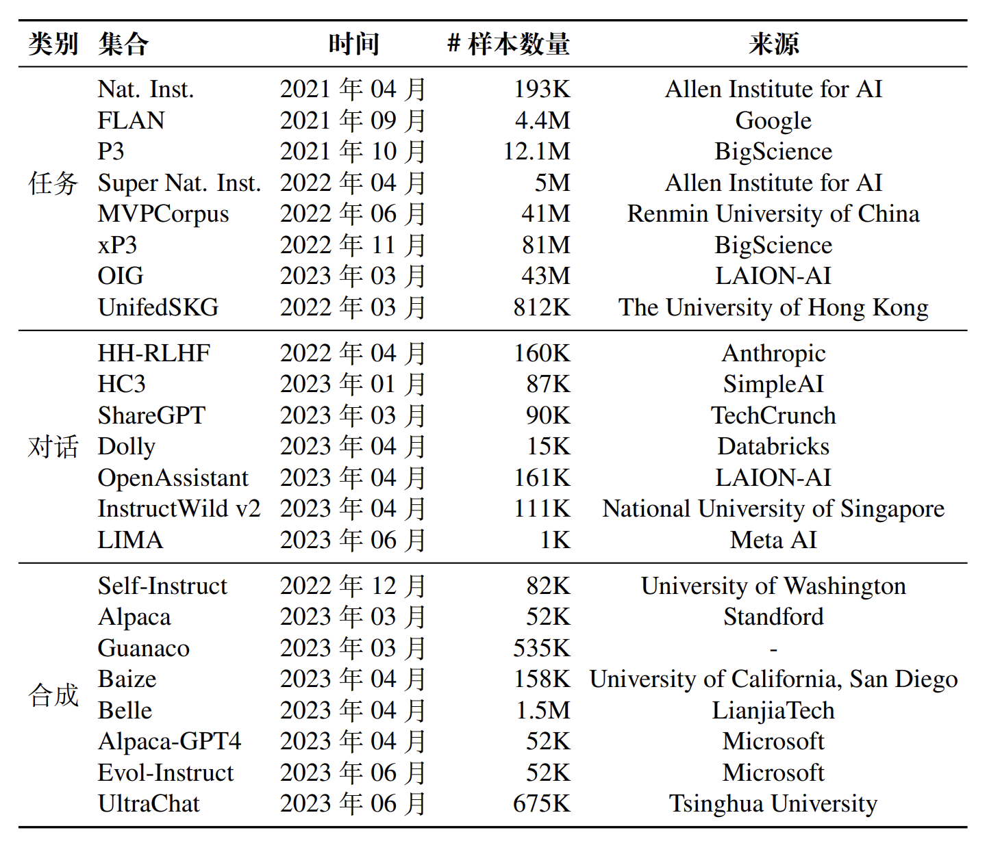 类别 集合 时间 # 样本数量 来源
Nat. Inst. 2021 年 04 月 193K Allen Institute for AI
FLAN 2021 年 09 月 4.4M Google
P3 2021 年 10 月 12.1M BigScience
任务 Super Nat. Inst. 2022 年 04 月 5M Allen Institute for AI
MVPCorpus 2022 年 06 月 41M Renmin University of China
xP3 2022 年 11 月 81M BigScience
OIG 2023 年 03 月 43M LAION-AI
UnifedSKG 2022 年 03 月 812K The University of Hong Kong
HH-RLHF 2022 年 04 月 160K Anthropic
HC3 2023 年 01 月 87K SimpleAI
ShareGPT 2023 年 03 月 90K TechCrunch
对话 Dolly 2023 年 04 月 15K Databricks
OpenAssistant 2023 年 04 月 161K LAION-AI
InstructWild v2 2023 年 04 月 111K National University of Singapore
LIMA 2023 年 06 月 1K Meta AI
Self-Instruct 2022 年 12 月 82K University of Washington
Alpaca 2023 年 03 月 52K Standford
Guanaco 2023 年 03 月 535K -
Baize 2023 年 04 月 158K University of California, San Diego
合成 Belle 2023 年 04 月 1.5M LianjiaTech
Alpaca-GPT4 2023 年 04 月 52K Microsoft
Evol-Instruct 2023 年 06 月 52K Microsoft
UltraChat 2023 年 06 月 675K Tsinghua University